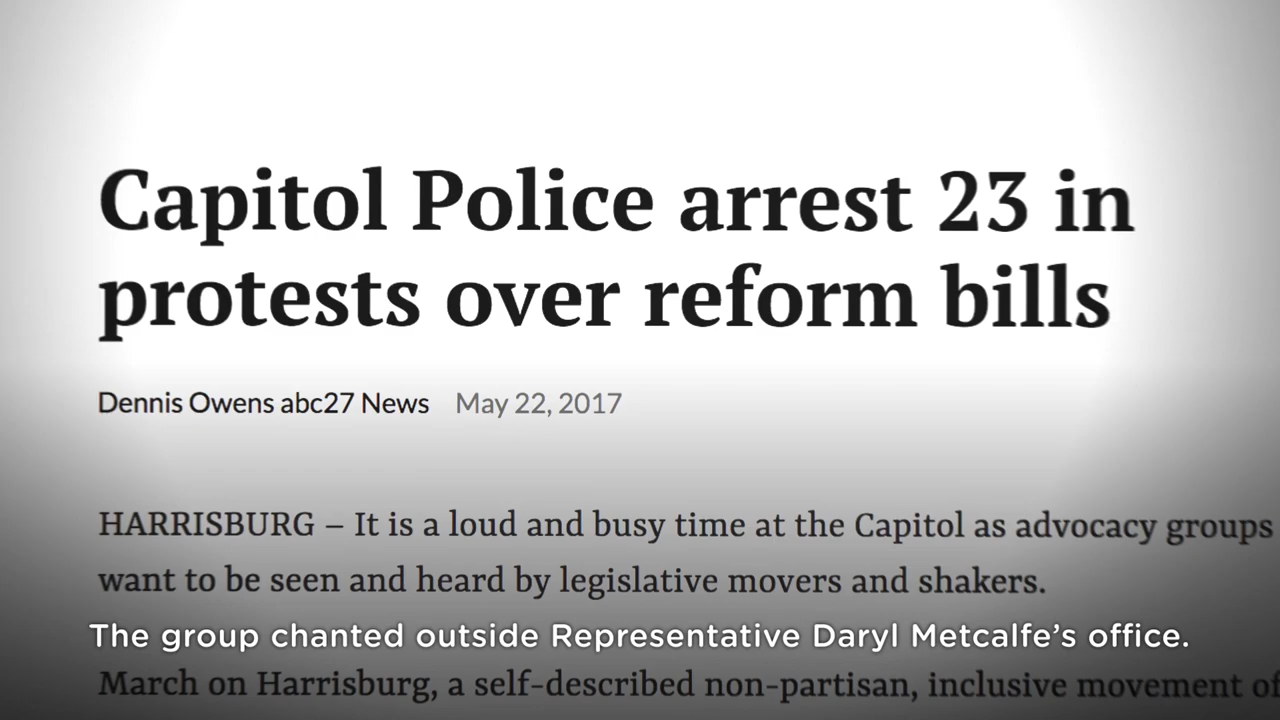 Capitol Police arrest 23 in
protests over reform bills
Dennis Owens abc27 News May 22, 2017
HARRISBURG – It is a loud and busy time at the Capitol as advocacy groups
want to be seen and heard by legislative movers and shakers.
The group chanted outside Representative Daryl Metcalfe's office.
March on Harrisburg, a self-described non-partisan, inclusive movement of